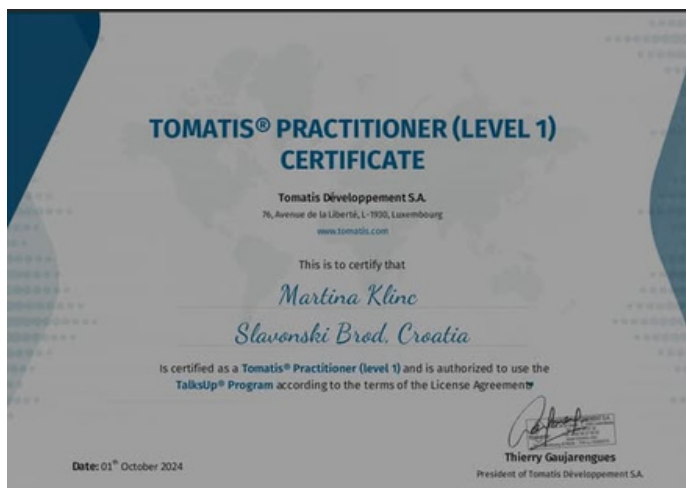 TOMATIS® PRACTITIONER (LEVEL 1)
CERTIFICATE
Tomatis Développement S.A.
76, Avenue de la Liberté, L-1930, Luxembourg
www.tomatis.com
This is to certify that
Martina Klinc
Slavonski Brod, Croatia
Is certified as a Tomatis® Practitioner (level 1) and is authorized to use the
TalksUp® Program according to the terms of the License Agreement
Thierry Gaujarengues
Date: 01th October 2024
President of Tomatis Développement S.A.